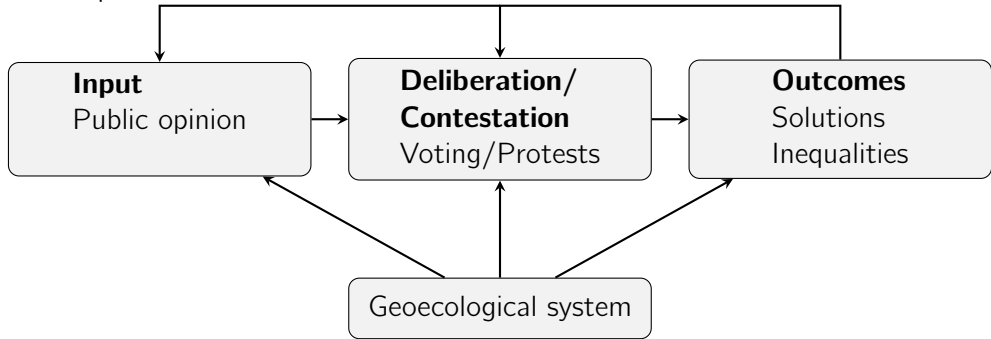 Input
Public opinion
Deliberation/
Contestation
Voting/Protests
Outcomes
Solutions
Inequalities
Geoecological system